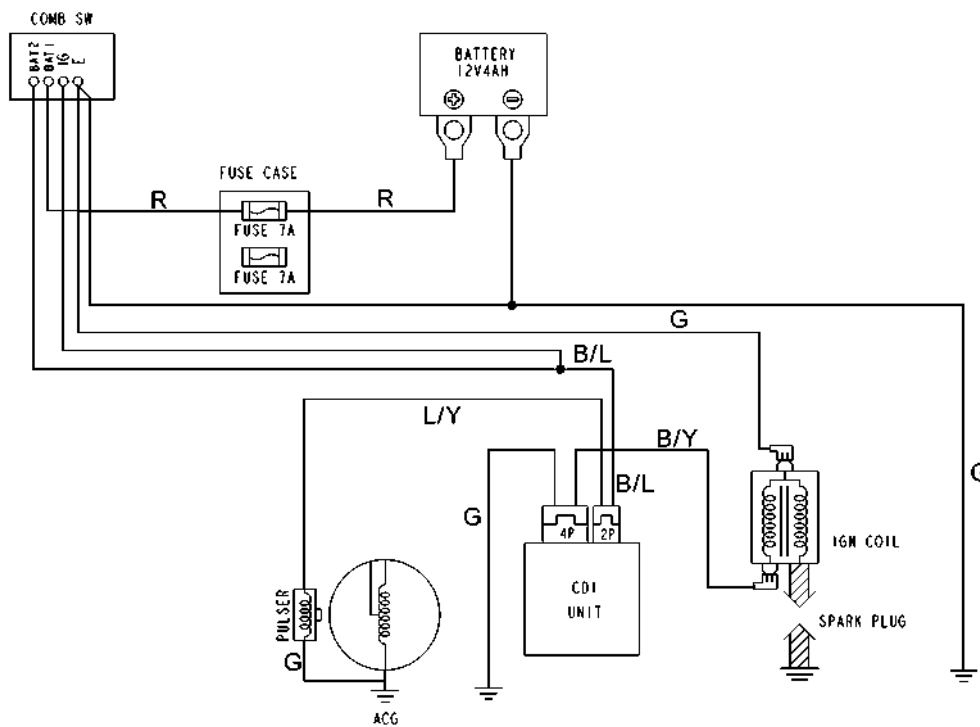 COMB SW
BAT2
BAT1
IG
E
BATTERY
12V4AH
FUSE CASE
R
R
FUSE 7A
FUSE 7A
G
B/L
L/Y
B/Y
B/L
G
G
4P
2P
IGN COIL
CDI
UNIT
PULSER
SPARK PLUG
G
ACG